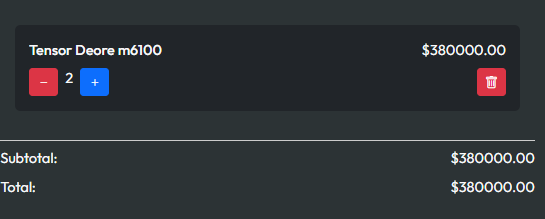 Tensor Deore m6100 $380000.00
− 2 +
Subtotal: $380000.00
Total: $380000.00